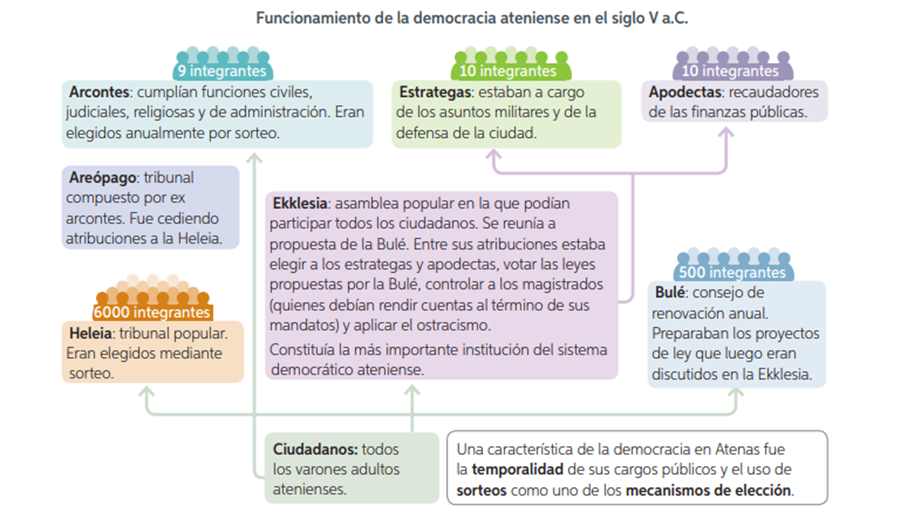 Funcionamiento de la democracia ateniense en el siglo V a.C.
9 integrantes
Arcontes: cumplían funciones civiles,
judiciales, religiosas y de administración. Eran
elegidos anualmente por sorteo.
10 integrantes
Estrategas: estaban a cargo
de los asuntos militares y de la
defensa de la ciudad.
10 integrantes
Apodectas: recaudadores
de las finanzas públicas.
Areópago: tribunal
compuesto por ex
arcontes. Fue cediendo
atribuciones a la Heleia.
Ekklesia: asamblea popular en la que podían
participar todos los ciudadanos. Se reunía a
propuesta de la Bulé. Entre sus atribuciones estaba
elegir a los estrategas y apodectas, votar las leyes
propuestas por la Bulé, controlar a los magistrados
(quienes debían rendir cuentas al término de sus
mandatos) y aplicar el ostracismo.
Constituía la más importante institución del sistema
democrático ateniense.
6000 integrantes
Heleia: tribunal popular.
Eran elegidos mediante
sorteo.
500 integrantes
Bulé: consejo de
renovación anual.
Preparaban los proyectos
de ley que luego eran
discutidos en la Ekklesia.
Ciudadanos: todos
los varones adultos
atenienses.
Una característica de la democracia en Atenas fue
la temporalidad de sus cargos públicos y el uso de
sorteos como uno de los mecanismos de elección.